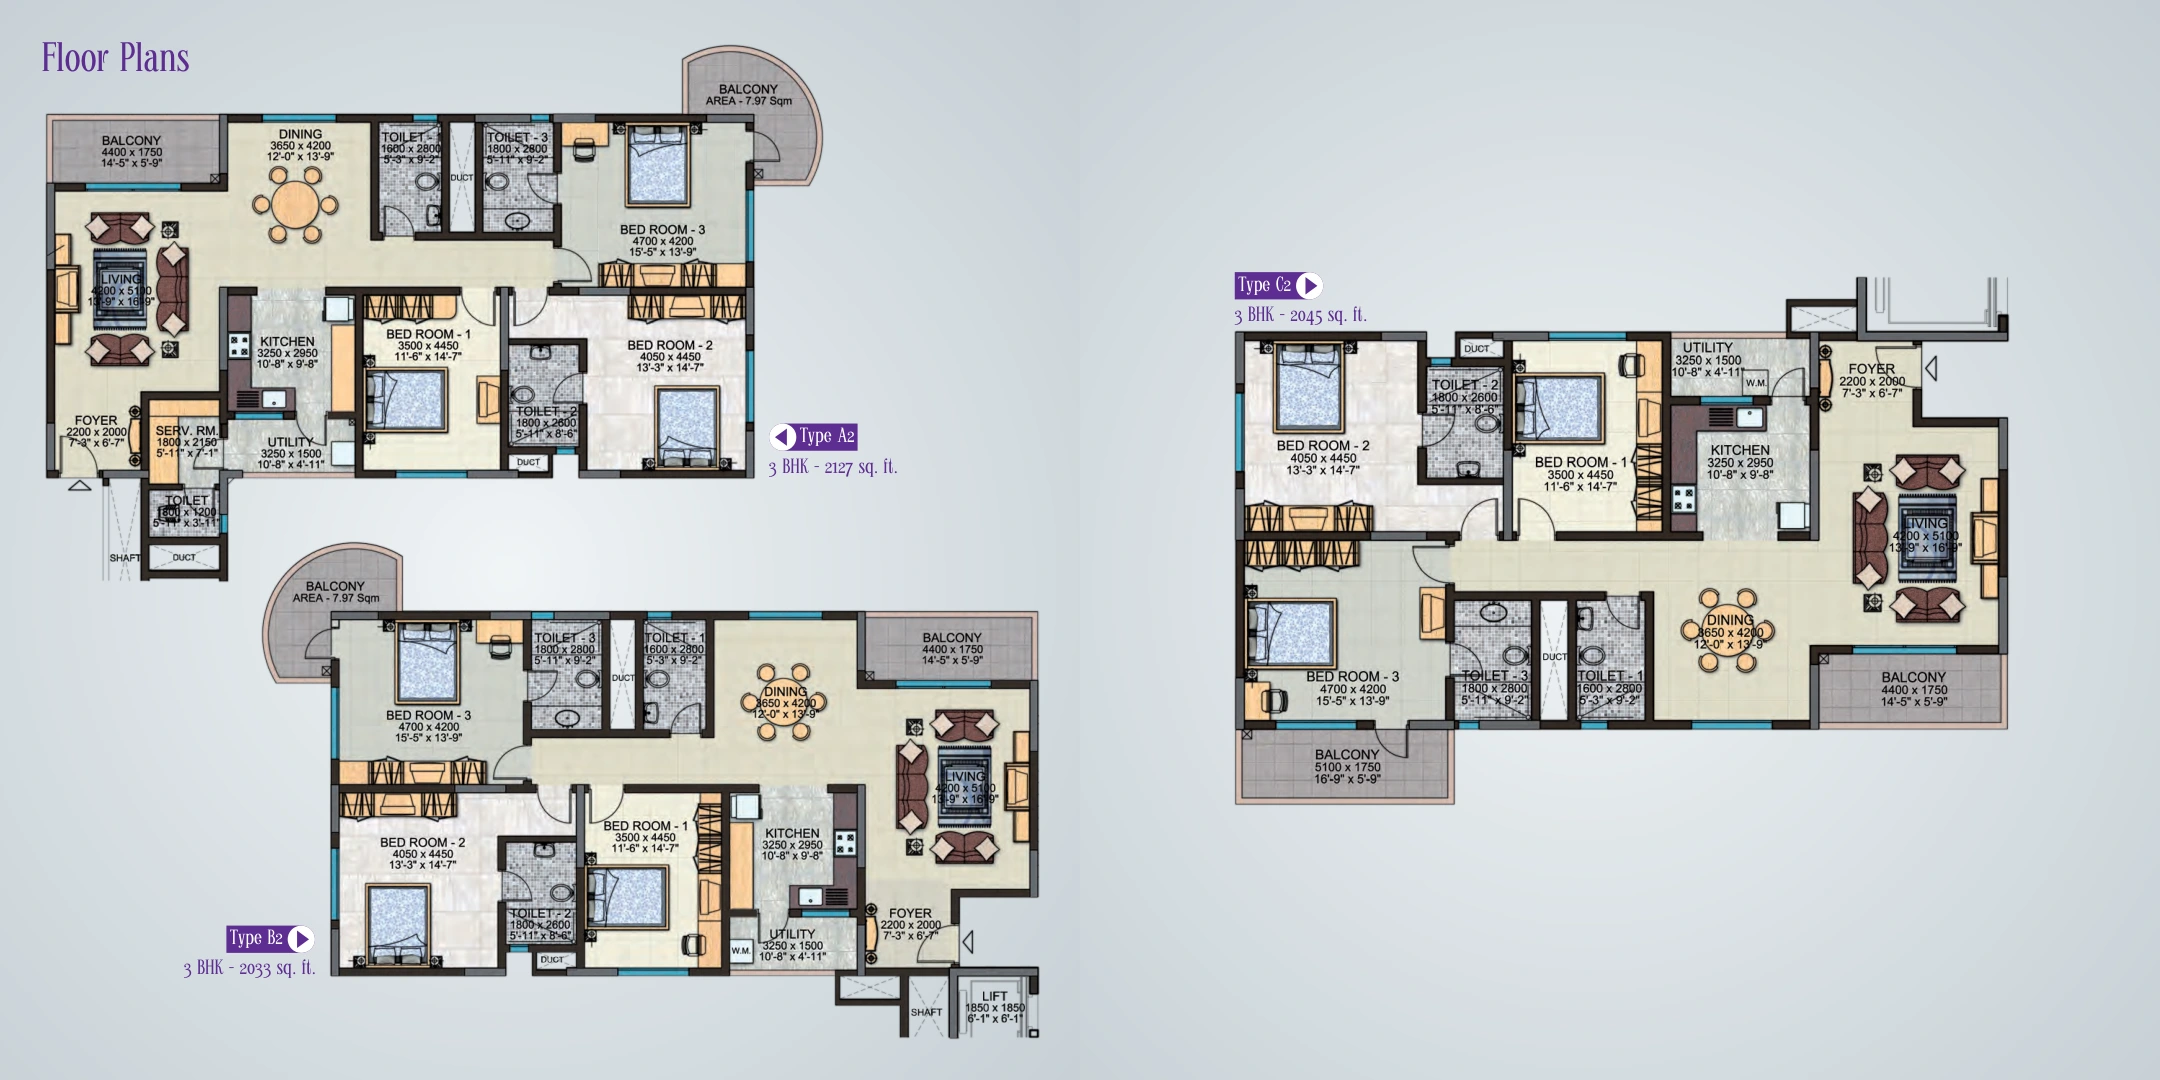 Floor Plans
BALCONY
AREA - 7.97 Sqm
BALCONY
4400 x 1750
14'-5" x 5'-9"
DINING
3650 x 4200
12'-0" x 13'-9"
TOILET - 1
1600 x 2800
5'-3" x 9'-2"
DUCT
TOILET - 3
1800 x 2800
5'-11" x 9'-2"
BED ROOM - 3
4700 x 4200
15'-5" x 13'-9"
LIVING
4200 x 5100
13'-9" x 16'-9"
KITCHEN
3250 x 2950
10'-8" x 9'-8"
BED ROOM - 1
3500 x 4450
11'-6" x 14'-7"
BED ROOM - 2
4050 x 4450
13'-3" x 14'-7"
TOILET - 2
1800 x 2600
5'-11" x 8'-6"
DUCT
FOYER
2200 x 2000
7'-3" x 6'-7"
SERV. RM.
1800 x 2150
5'-11" x 7'-1"
UTILITY
3250 x 1500
10'-8" x 4'-11"
TOILET
1800 x 1200
5'-11" x 3'-11"
SHAFT
DUCT
Type A2
3 BHK - 2127 sq. ft.
BALCONY
AREA - 7.97 Sqm
TOILET - 3
1800 x 2800
5'-11" x 9'-2"
DUCT
TOILET - 1
1600 x 2800
5'-3" x 9'-2"
BALCONY
4400 x 1750
14'-5" x 5'-9"
DINING
3650 x 4200
12'-0" x 13'-9"
BED ROOM - 3
4700 x 4200
15'-5" x 13'-9"
LIVING
4200 x 5100
13'-9" x 16'-9"
BED ROOM - 2
4050 x 4450
13'-3" x 14'-7"
BED ROOM - 1
3500 x 4450
11'-6" x 14'-7"
KITCHEN
3250 x 2950
10'-8" x 9'-8"
TOILET - 2
1800 x 2600
5'-11" x 8'-6"
DUCT
W.M.
UTILITY
3250 x 1500
10'-8" x 4'-11"
FOYER
2200 x 2000
7'-3" x 6'-7"
SHAFT
LIFT
1850 x 1850
6'-1" x 6'-1"
Type B2
3 BHK - 2033 sq. ft.
Type C2
3 BHK - 2045 sq. ft.
DUCT
UTILITY
3250 x 1500
10'-8" x 4'-11"
W.M.
FOYER
2200 x 2000
7'-3" x 6'-7"
TOILET - 2
1800 x 2600
5'-11" x 8'-6"
BED ROOM - 2
4050 x 4450
13'-3" x 14'-7"
BED ROOM - 1
3500 x 4450
11'-6" x 14'-7"
KITCHEN
3250 x 2950
10'-8" x 9'-8"
LIVING
4200 x 5100
13'-9" x 16'-9"
DINING
3650 x 4200
12'-0" x 13'-9"
BED ROOM - 3
4700 x 4200
15'-5" x 13'-9"
TOILET - 3
1800 x 2800
5'-11" x 9'-2"
DUCT
TOILET - 1
1600 x 2800
5'-3" x 9'-2"
BALCONY
4400 x 1750
14'-5" x 5'-9"
BALCONY
5100 x 1750
16'-9" x 5'-9"